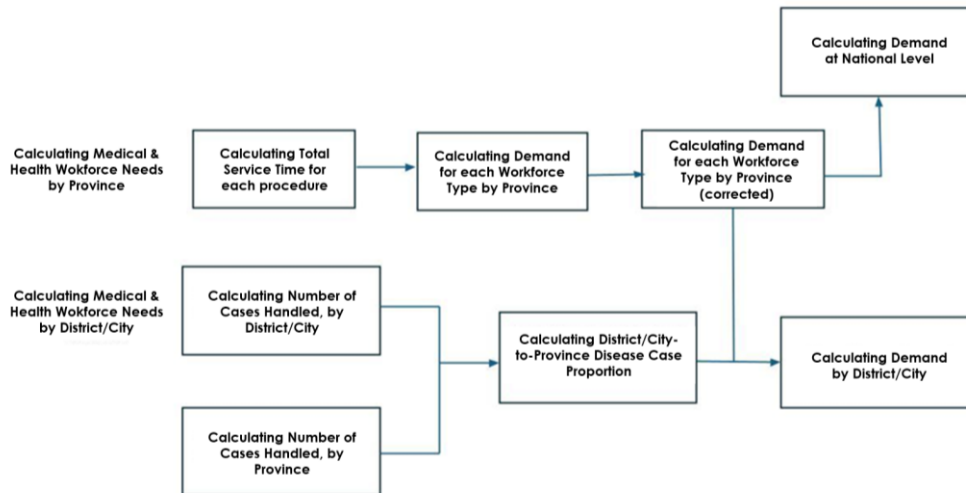 Calculating Demand
at National Level
Calculating Medical &
Health Wokforce Needs
by Province
Calculating Total
Service Time for
each procedure
Calculating Demand
for each Workforce
Type by Province
Calculating Demand
for each Workforce
Type by Province
(corrected)
Calculating Medical &
Health Wokforce Needs
by District/City
Calculating Number of
Cases Handled, by
District/City
Calculating District/City-
to-Province Disease Case
Proportion
Calculating Demand
by District/City
Calculating Number of
Cases Handled, by
Province